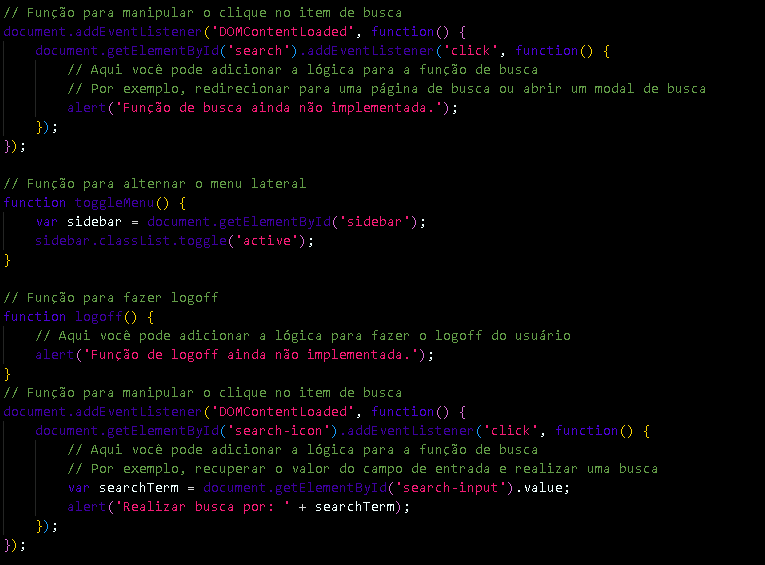 // Função para manipular o clique no item de busca
document.addEventListener('DOMContentLoaded', function() {
    document.getElementById('search').addEventListener('click', function() {
        // Aqui você pode adicionar a lógica para a função de busca
        // Por exemplo, redirecionar para uma página de busca ou abrir um modal de busca
        alert('Função de busca ainda não implementada.');
    });
});

// Função para alternar o menu lateral
function toggleMenu() {
    var sidebar = document.getElementById('sidebar');
    sidebar.classList.toggle('active');
}

// Função para fazer logoff
function logoff() {
    // Aqui você pode adicionar a lógica para fazer o logoff do usuário
    alert('Função de logoff ainda não implementada.');
}
// Função para manipular o clique no item de busca
document.addEventListener('DOMContentLoaded', function() {
    document.getElementById('search-icon').addEventListener('click', function() {
        // Aqui você pode adicionar a lógica para a função de busca
        // Por exemplo, recuperar o valor do campo de entrada e realizar uma busca
        var searchTerm = document.getElementById('search-input').value;
        alert('Realizar busca por: ' + searchTerm);
    });
});